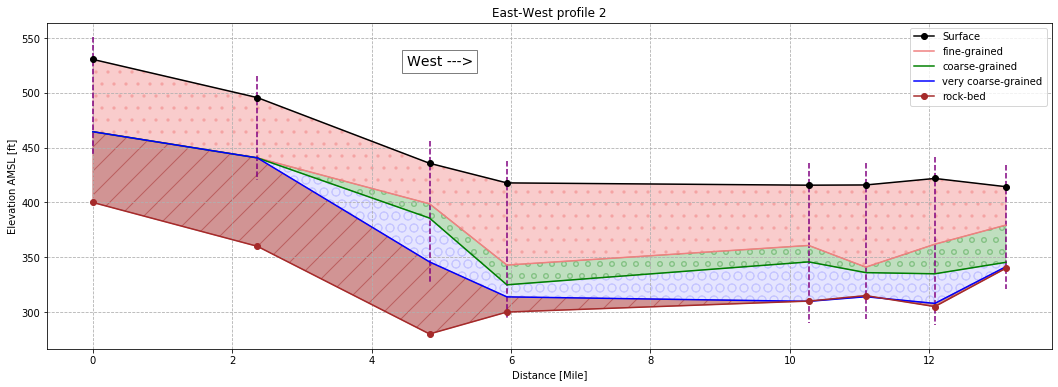 East-West profile 2
West --->
Surface
fine-grained
coarse-grained
very coarse-grained
rock-bed
Elevation AMSL [ft]
550
500
450
400
350
300
0 2 4 6 8 10 12
Distance [Mile]